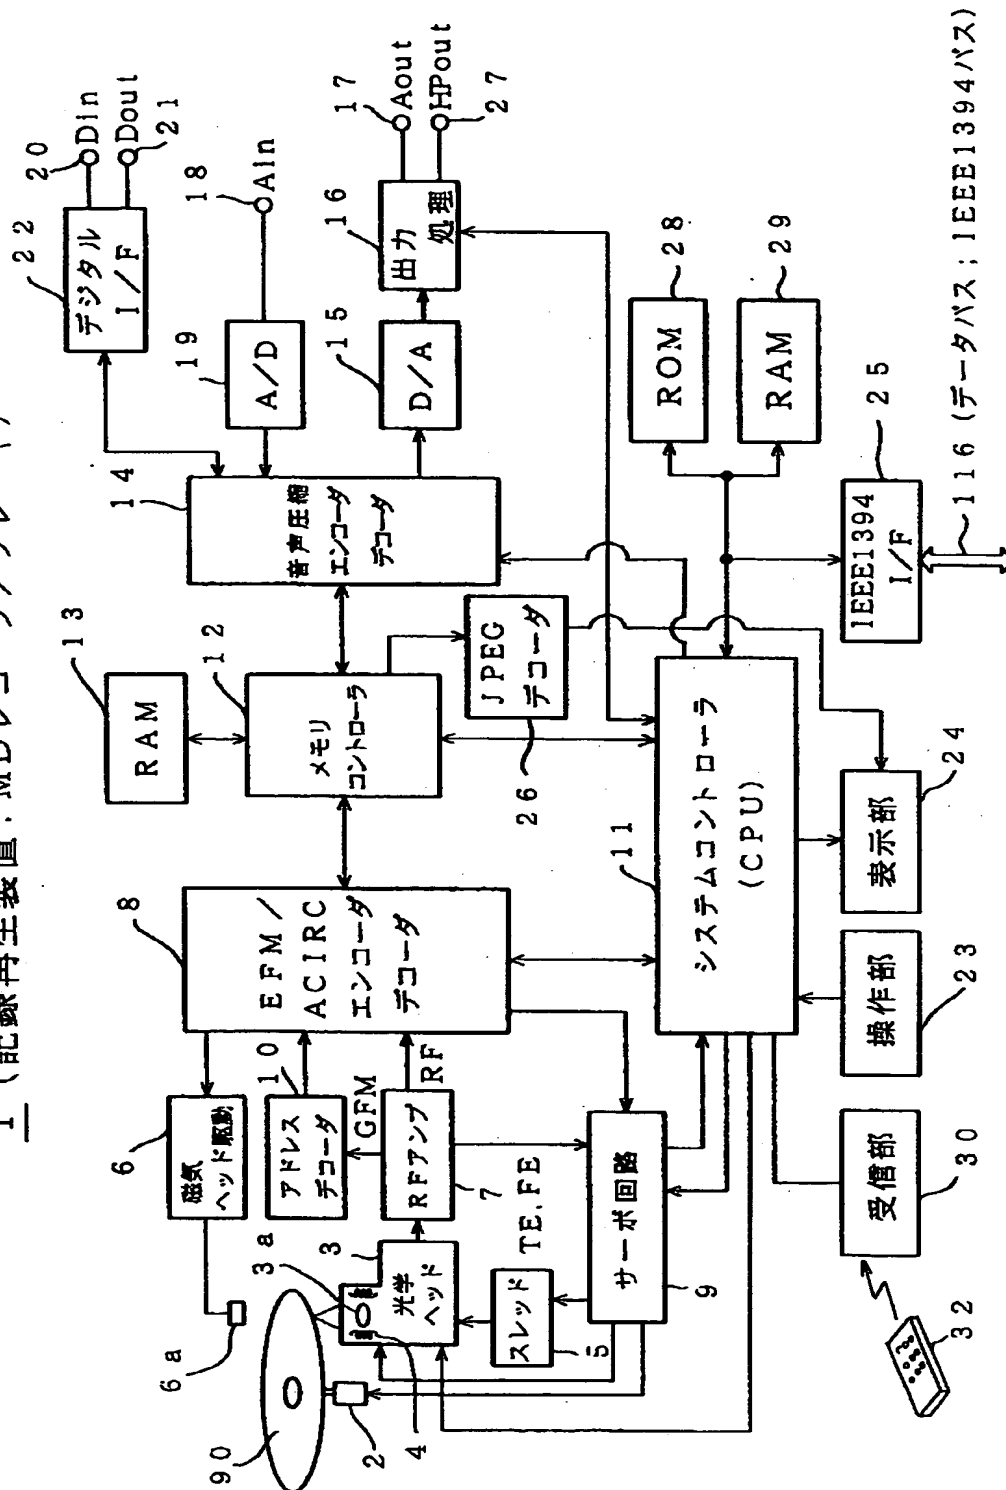 1 (記録再生装置:MDレコーダ/プレーヤ)
90
2
4
3a
3
光学
ヘッド
6a
6
磁気
ヘッド駆動
10
アドレス
デコーダ
GFM
RFアンプ
7
RF
スレッド
5
TE, FE
サーボ回路
9
8
EFM/
ACIRC
エンコーダ
デコーダ
13
RAM
12
メモリ
コントローラ
26
JPEG
デコーダ
14
音声圧縮
エンコーダ
デコーダ
22
デジタル
I/F
20
Din
Dout
21
19
A/D
18
AIn
15
D/A
16
出力
処理
17
Aout
HPout
27
11
システムコントローラ
(CPU)
28
ROM
RAM
29
IEEE1394
I/F
25
116 (データバス;IEEE1394バス)
表示部
24
操作部
23
受信部
30
32